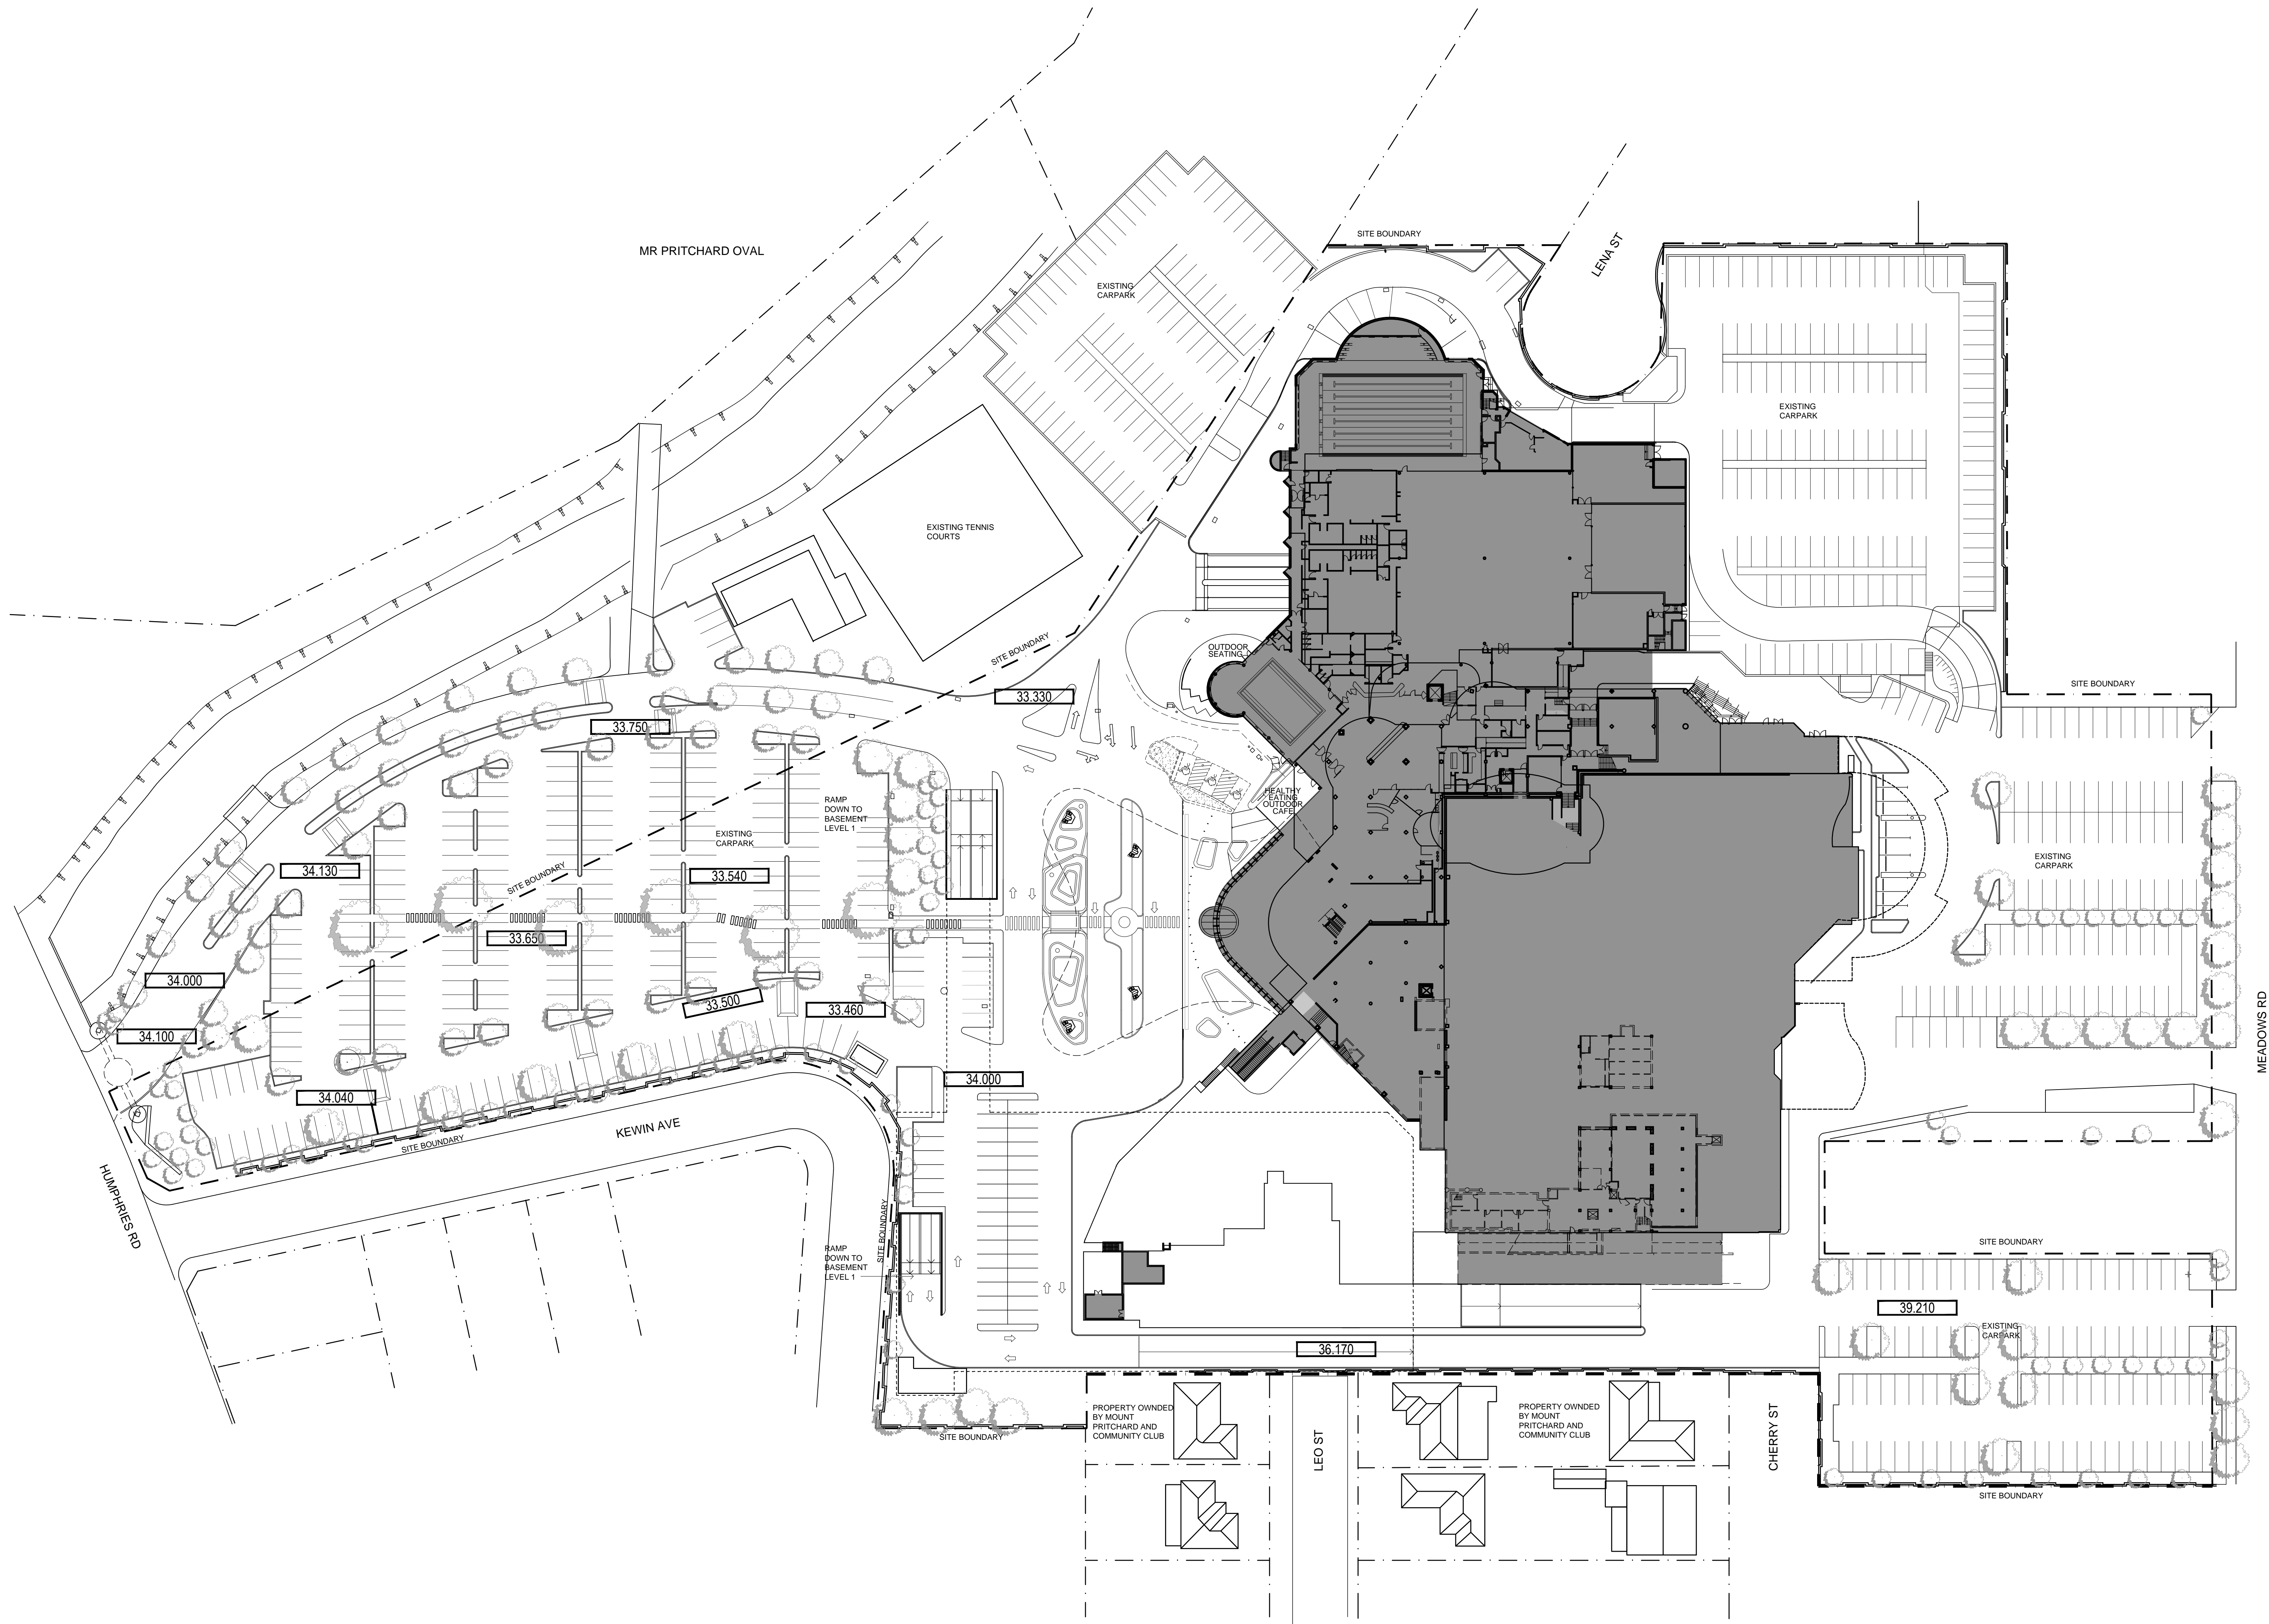 SITE BOUNDARY
LENA ST
MR PRITCHARD OVAL
EXISTING
CARPARK
EXISTING
CARPARK
EXISTING TENNIS
COURTS
SITE BOUNDARY
OUTDOOR
SEATING
SITE BOUNDARY
33.330
33.750
HEALTHY
EATING
OUTDOOR
CAFE
RAMP
DOWN TO
BASEMENT
LEVEL 1
EXISTING
CARPARK
EXISTING
CARPARK
34.130
33.540
SITE BOUNDARY
33.650
34.000
33.500
33.460
34.100
MEADOWS RD
34.000
34.040
KEWIN AVE
SITE BOUNDARY
HUMPHRIES RD
SITE BOUNDARY
RAMP
DOWN TO
BASEMENT
LEVEL 1
SITE BOUNDARY
39.210
EXISTING
CARPARK
36.170
PROPERTY OWNDED
BY MOUNT
PRITCHARD AND
COMMUNITY CLUB
PROPERTY OWNDED
BY MOUNT
PRITCHARD AND
COMMUNITY CLUB
SITE BOUNDARY
LEO ST
CHERRY ST
SITE BOUNDARY